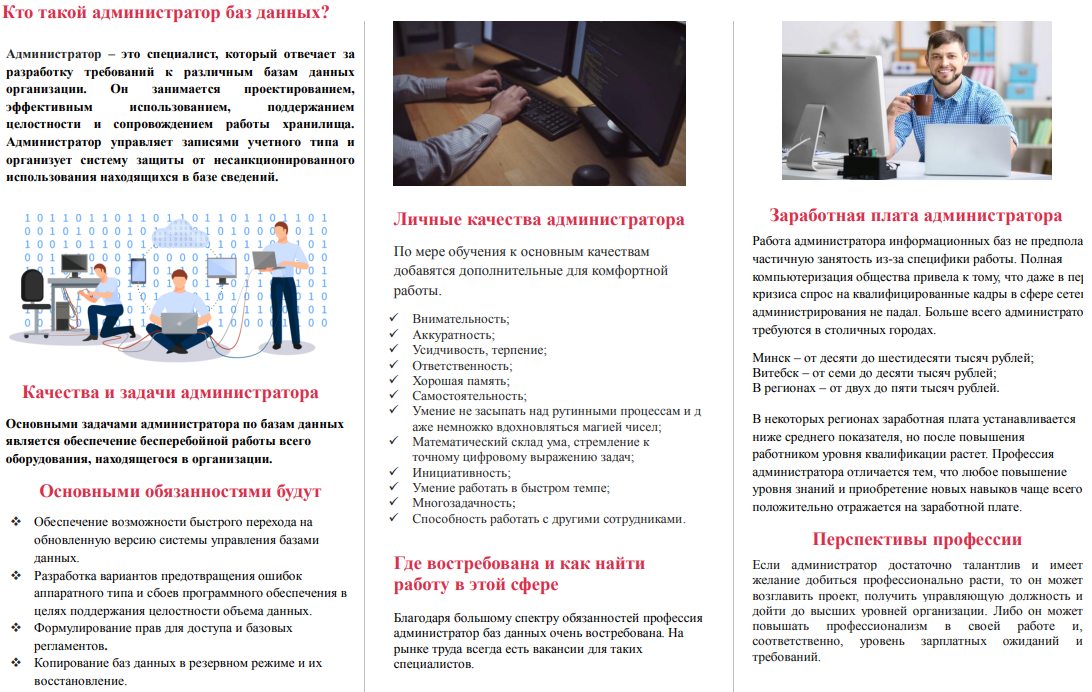 Кто такой администратор баз данных?
Администратор – это специалист, который отвечает за
разработку требований к различным базам данных
организации. Он занимается проектированием,
эффективным использованием, поддержанием
целостности и сопровождением работы хранилища.
Администратор управляет записями учетного типа и
организует систему защиты от несанкционированного
использования находящихся в базе сведений.
Качества и задачи администратора
Основными задачами администратора по базам данных
является обеспечение бесперебойной работы всего
оборудования, находящегося в организации.
Основными обязанностями будут
❖ Обеспечение возможности быстрого перехода на
обновленную версию системы управления базами
данных.
❖ Разработка вариантов предотвращения ошибок
аппаратного типа и сбоев программного обеспечения в
целях поддержания целостности объема данных.
❖ Формулирование прав для доступа и базовых
регламентов.
❖ Копирование баз данных в резервном режиме и их
восстановление.
Личные качества администратора
По мере обучения к основным качествам
добавятся дополнительные для комфортной
работы.
✓ Внимательность;
✓ Аккуратность;
✓ Усидчивость, терпение;
✓ Ответственность;
✓ Хорошая память;
✓ Самостоятельность;
✓ Умение не засыпать над рутинными процессам и д
аже немножко вдохновляться магией чисел;
✓ Математический склад ума, стремление к
точному цифровому выражению задач;
✓ Инициативность;
✓ Умение работать в быстром темпе;
✓ Многозадачность;
✓ Способность работать с другими сотрудниками.
Где востребована и как найти
работу в этой сфере
Благодаря большому спектру обязанностей профессия
администратор баз данных очень востребована. На
рынке труда всегда есть вакансии для таких
специалистов.
Заработная плата администратора
Работа администратора информационных баз не предпола
частичную занятость из-за специфики работы. Полная
компьютеризация общества привела к тому, что даже в пер
кризиса спрос на квалифицированные кадры в сфере сетев
администрирования не падал. Больше всего администрато
требуются в столичных городах.
Минск – от десяти до шестидесяти тысяч рублей;
Витебск – от семи до десяти тысяч рублей;
В регионах – от двух до пяти тысяч рублей.
В некоторых регионах заработная плата устанавливается
ниже среднего показателя, но после повышения
работником уровня квалификации растет. Профессия
администратора отличается тем, что любое повышение
уровня знаний и приобретение новых навыков чаще всего
положительно отражается на заработной плате.
Перспективы профессии
Если администратор достаточно талантлив и имеет
желание добиться профессионально расти, то он может
возглавить проект, получить управляющую должность и
дойти до высших уровней организации. Либо он может
повышать профессионализм в своей работе и,
соответственно, уровень зарплатных ожиданий и
требований.